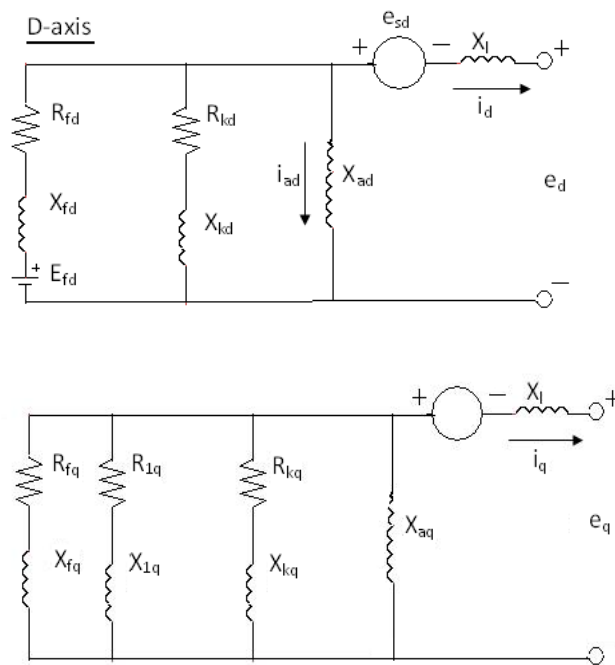 D-axis
e_sd
+ − X_l +
R_fd R_kd i_d
i_ad X_ad
X_fd X_kd e_d
+ E_fd
−
X_l
+ − +
R_fq R_1q R_kq i_q
X_aq
X_fq X_1q X_kq e_q